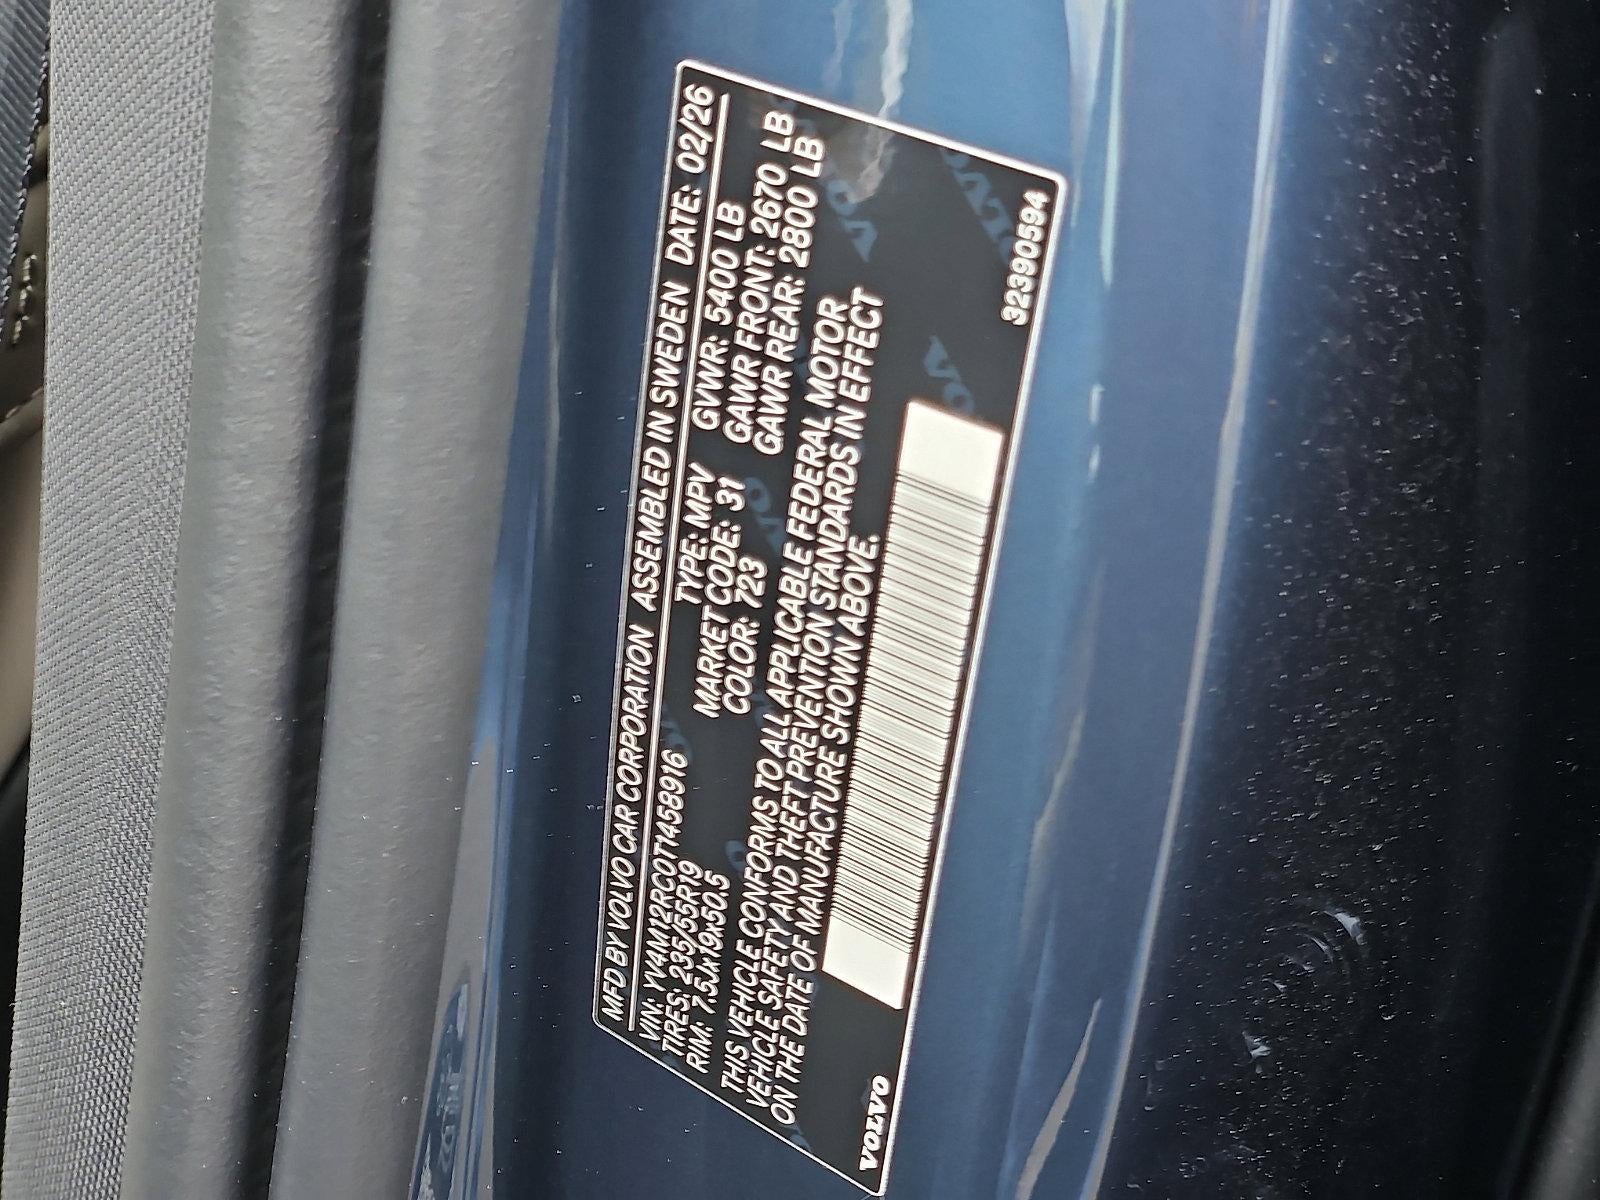 MFD BY VOLVO CAR CORPORATION ASSEMBLED IN SWEDEN DATE: 02/26
VIN: YV4M12RC0T1458916 TYPE: MPV GVWR: 5400 LB
TIRES: 235/55R19 MARKET CODE: 31 GAWR FRONT: 2670 LB
RIM: 7.5Jx19x50.5 COLOR: 723 GAWR REAR: 2800 LB
THIS VEHICLE CONFORMS TO ALL APPLICABLE FEDERAL MOTOR
VEHICLE SAFETY AND THEFT PREVENTION STANDARDS IN EFFECT
ON THE DATE OF MANUFACTURE SHOWN ABOVE.
VOLVO 32390594